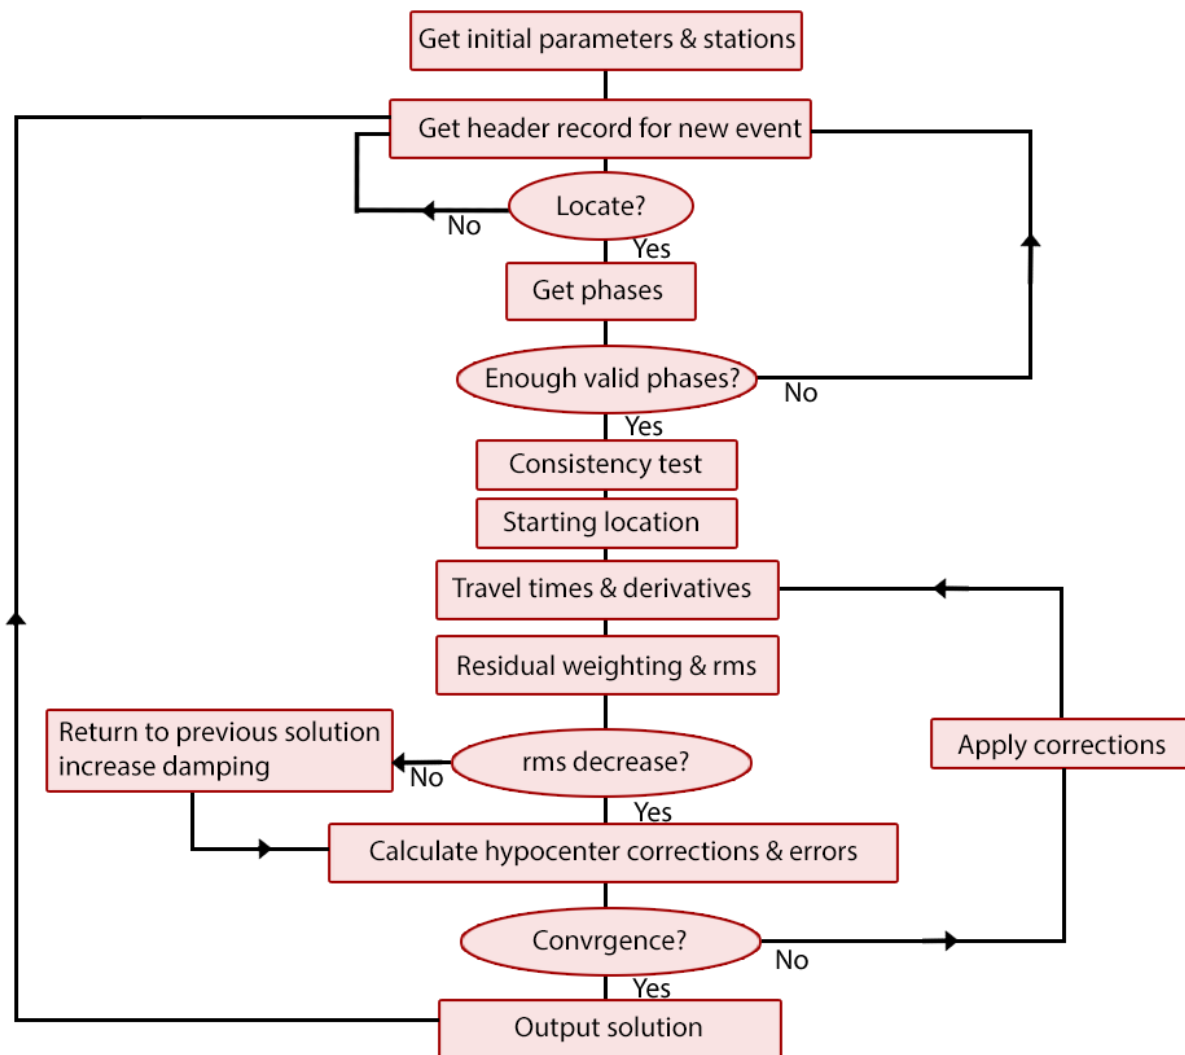 Get initial parameters & stations
Get header record for new event
Locate?
No
Yes
Get phases
Enough valid phases?
No
Yes
Consistency test
Starting location
Travel times & derivatives
Residual weighting & rms
Return to previous solution
increase damping
No
rms decrease?
Apply corrections
Yes
Calculate hypocenter corrections & errors
Convrgence?
No
Yes
Output solution